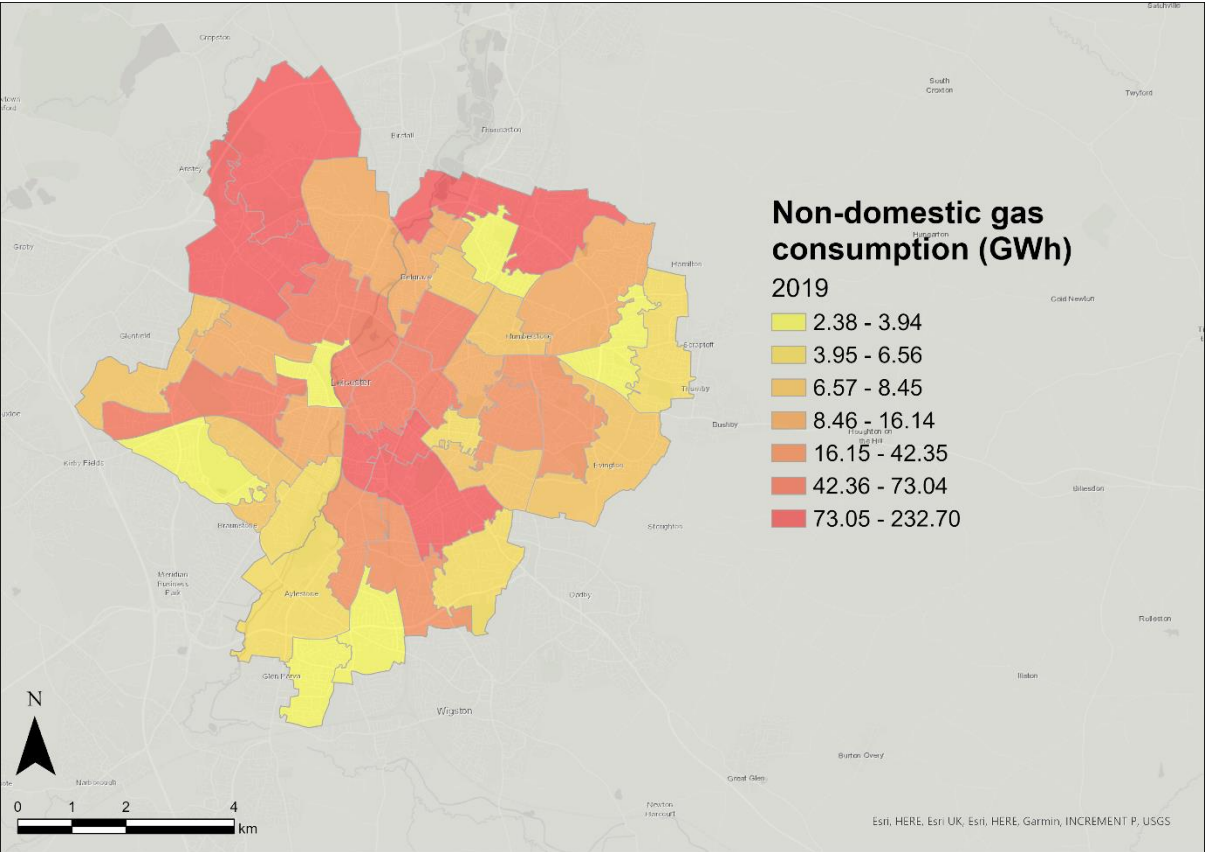 Cropston
South
Croxton
Twyford
Birstall
Thurmaston
Anstey
Non-domestic gas
consumption (GWh)
Hungarton
2019
2.38 - 3.94
3.95 - 6.56
6.57 - 8.45
8.46 - 16.14
16.15 - 42.35
42.36 - 73.04
73.05 - 232.70
Groby
Hamilton
Belgrave
Cold Newton
Glenfield
Humberstone
Scraptoft
Leicester
Thurnby
Bushby
Houghton on
the Hill
Kirby Fields
Evington
Billesdon
Braunstone
Stoughton
Meridian
Business
Park
Aylestone
Oadby
Rolleston
Glen Parva
Illston
N
Wigston
Burton Overy
Great Glen
Narborough
Newton
Harcourt
0 1 2 4
km
Esri, HERE, Esri UK, Esri, HERE, Garmin, INCREMENT P, USGS